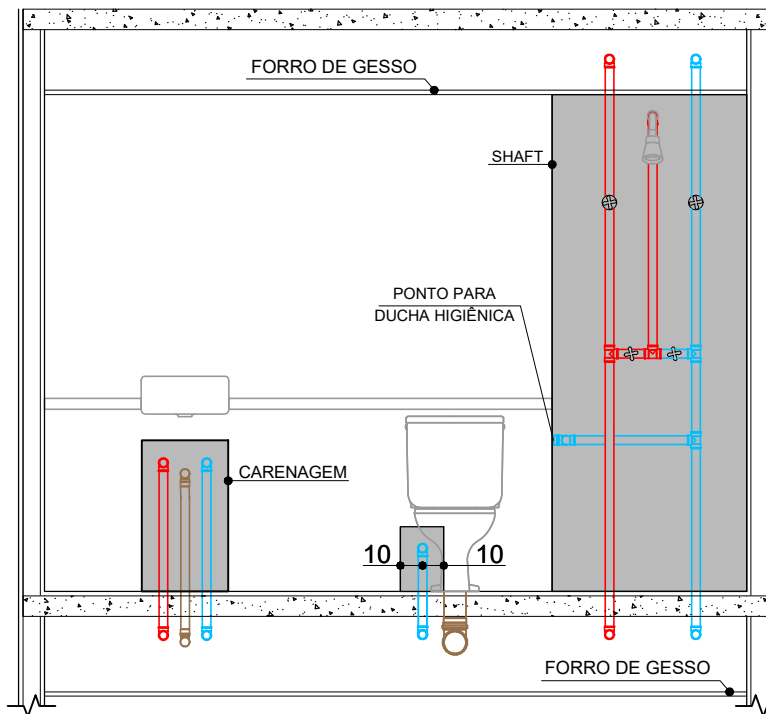 FORRO DE GESSO
SHAFT
PONTO PARA
DUCHA HIGIÊNICA
CARENAGEM
10 10
FORRO DE GESSO